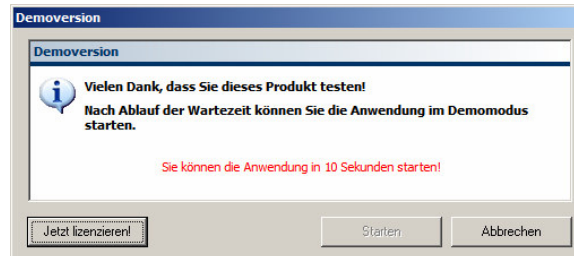 Demoversion
Demoversion
Vielen Dank, dass Sie dieses Produkt testen!
Nach Ablauf der Wartezeit können Sie die Anwendung im Demomodus
starten.
Sie können die Anwendung in 10 Sekunden starten!
Jetzt lizenzieren!
Starten
Abbrechen